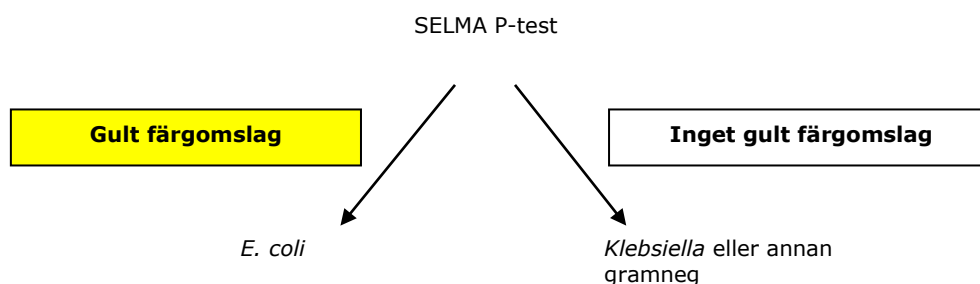 SELMA P-test
Gult färgomslag
Inget gult färgomslag
E. coli
Klebsiella eller annan
gramneg